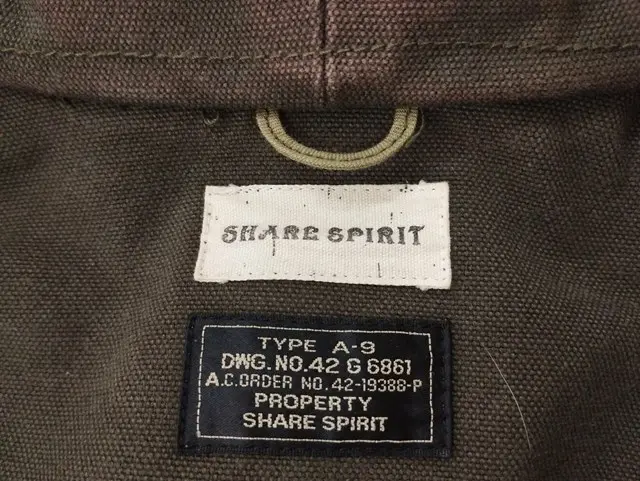 SHARE SPIRIT
TYPE A-9
DWG. NO. 42 G 6861
A.C. ORDER NO. 42-19388-P
PROPERTY
SHARE SPIRIT